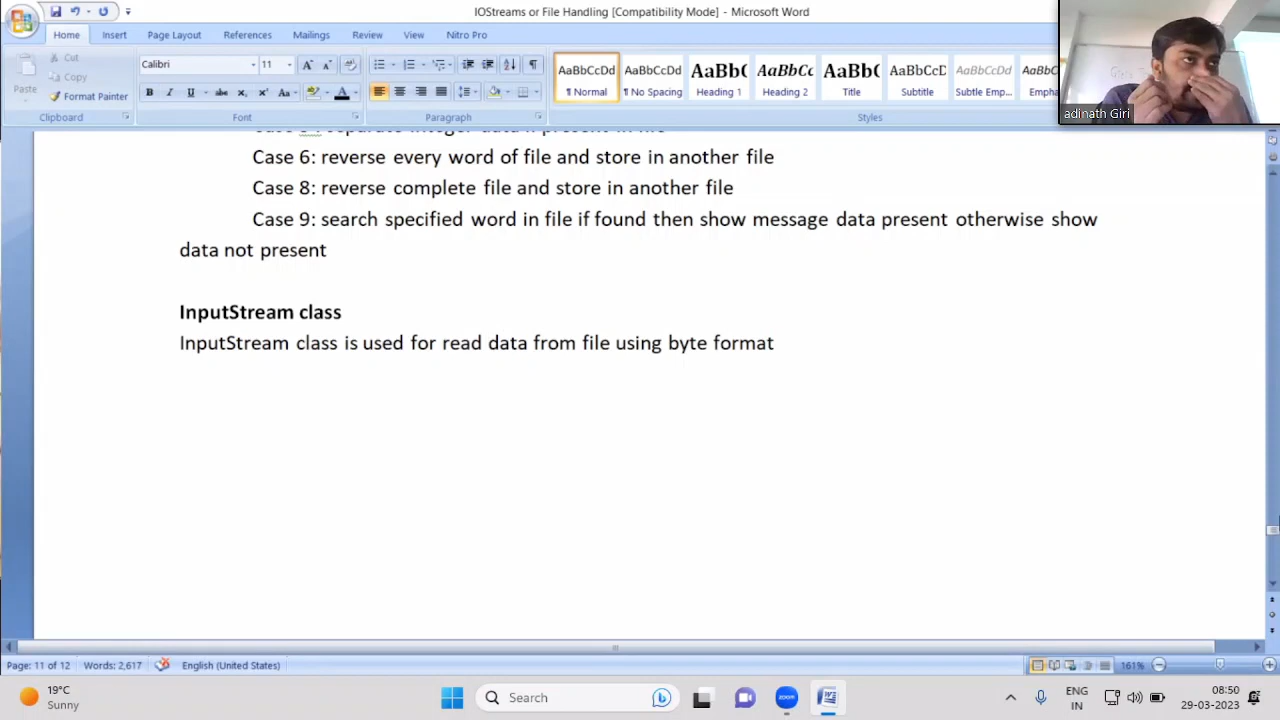 IOStreams or File Handling [Compatibility Mode] - Microsoft Word
adinath Giri
Home Insert Page Layout References Mailings Review View Nitro Pro
Paste
Cut
Copy
Format Painter
Clipboard
Calibri 11
Font
Paragraph
AaBbCcDd AaBbCcDd AaBb( AaBbCc AaBb( AaBbCcD AaBbCcDd AaBbCc
¶ Normal ¶ No Spacing Heading 1 Heading 2 Title Subtitle Subtle Emp... Empha
Styles
Case 6: reverse every word of file and store in another file
Case 8: reverse complete file and store in another file
Case 9: search specified word in file if found then show message data present otherwise show
data not present
InputStream class
InputStream class is used for read data from file using byte format
Page: 11 of 12 Words: 2,617 English (United States) 161%
19°C
Sunny
Search
zoom
ENG
IN
08:50
29-03-2023